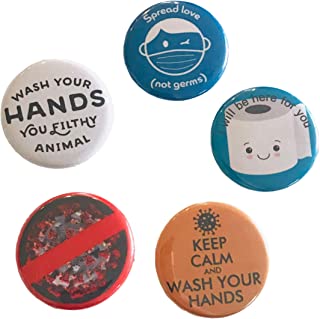 Spread love
(not germs)
WASH YOUR
HANDS
YOU FILTHY
ANIMAL
will be here for you
KEEP
CALM
AND
WASH YOUR
HANDS